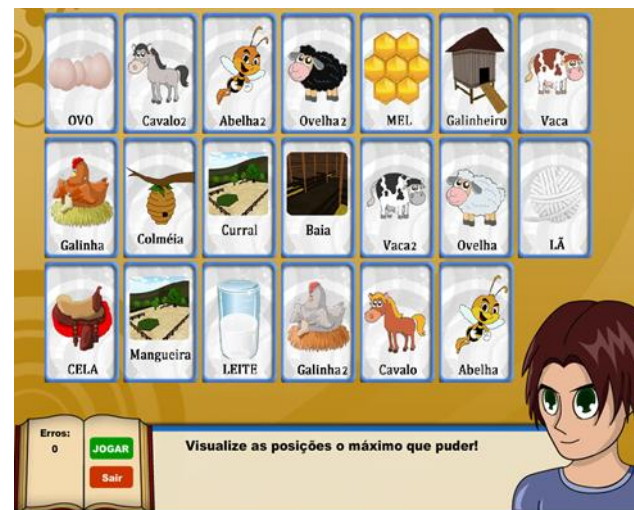 OVO
Cavalo2
Abelha2
Ovelha2
MEL
Galinheiro
Vaca
Galinha
Colméia
Curral
Baia
Vaca2
Ovelha
LÃ
CELA
Mangueira
LEITE
Galinha2
Cavalo
Abelha
Erros:
0
JOGAR
Sair
Visualize as posições o máximo que puder!